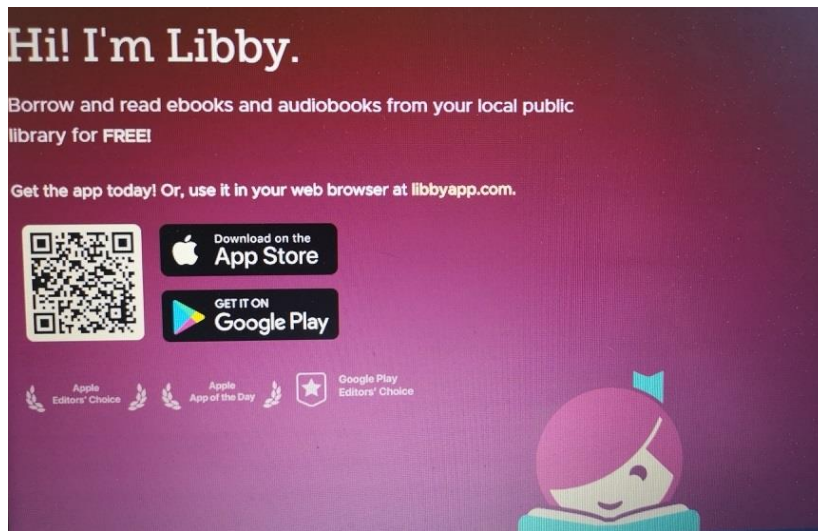 Hi! I'm Libby.
Borrow and read ebooks and audiobooks from your local public
library for FREE!
Get the app today! Or, use it in your web browser at libbyapp.com.
Download on the
App Store
GET IT ON
Google Play
Apple
Editors' Choice
Apple
App of the Day
Google Play
Editors' Choice